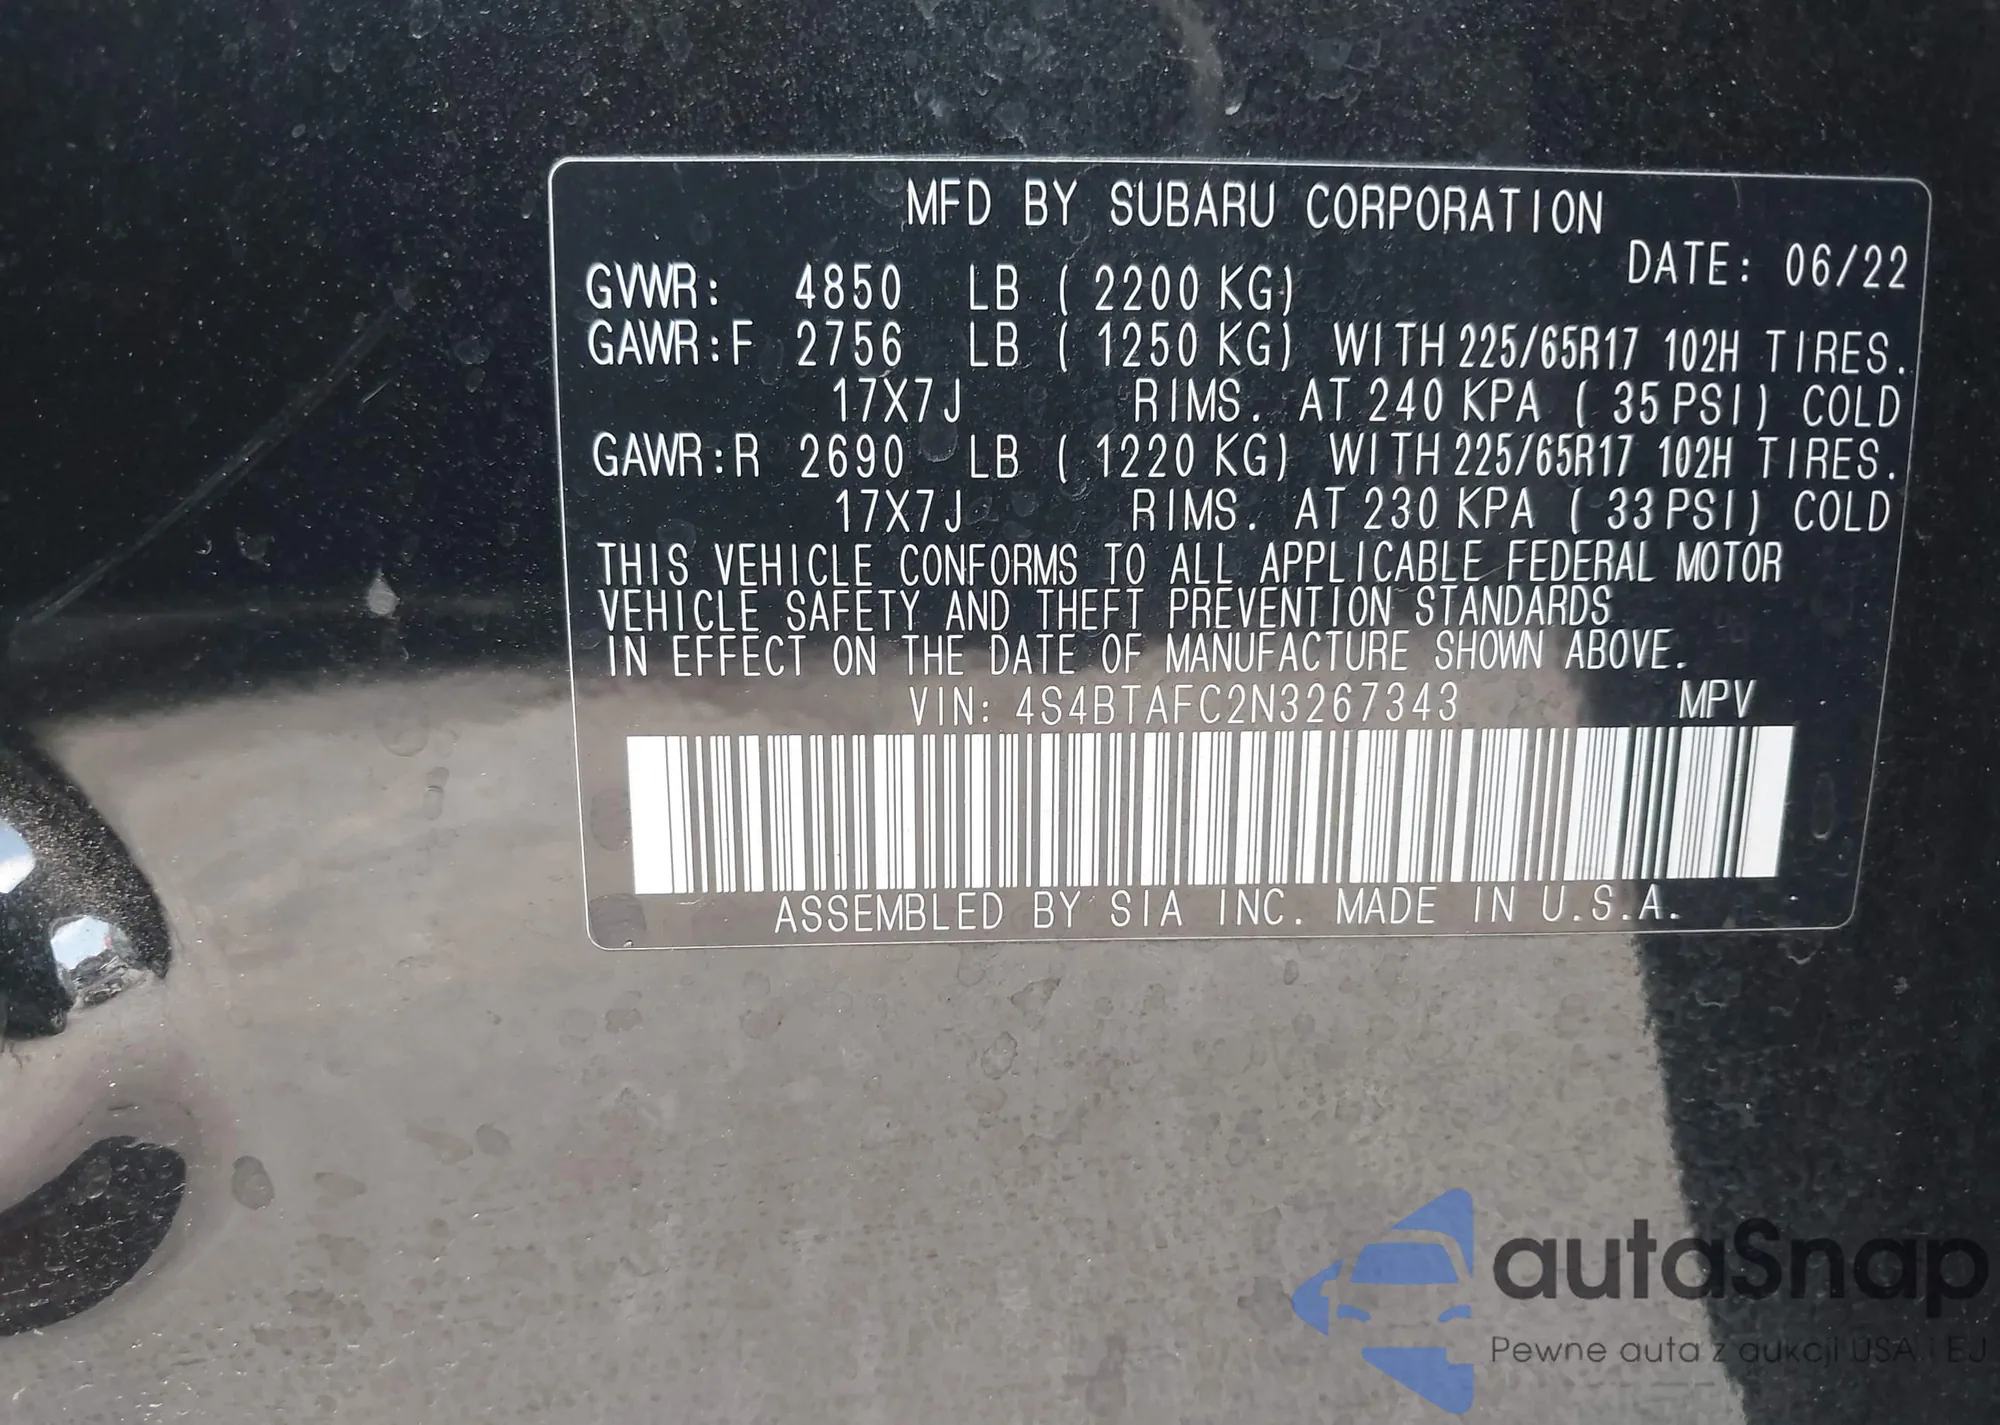 MFD BY SUBARU CORPORATION
DATE: 06/22
GVWR: 4850 LB (2200 KG)
GAWR:F 2756 LB (1250 KG) WITH 225/65R17 102H TIRES.
17X7J RIMS. AT 240 KPA (35 PSI) COLD
GAWR:R 2690 LB (1220 KG) WITH 225/65R17 102H TIRES.
17X7J RIMS. AT 230 KPA (33 PSI) COLD
THIS VEHICLE CONFORMS TO ALL APPLICABLE FEDERAL MOTOR
VEHICLE SAFETY AND THEFT PREVENTION STANDARDS
IN EFFECT ON THE DATE OF MANUFACTURE SHOWN ABOVE.
VIN: 4S4BTAFC2N3267343 MPV
ASSEMBLED BY SIA INC. MADE IN U.S.A.
autaSnap
Pewne auta z aukcji USA i EJ